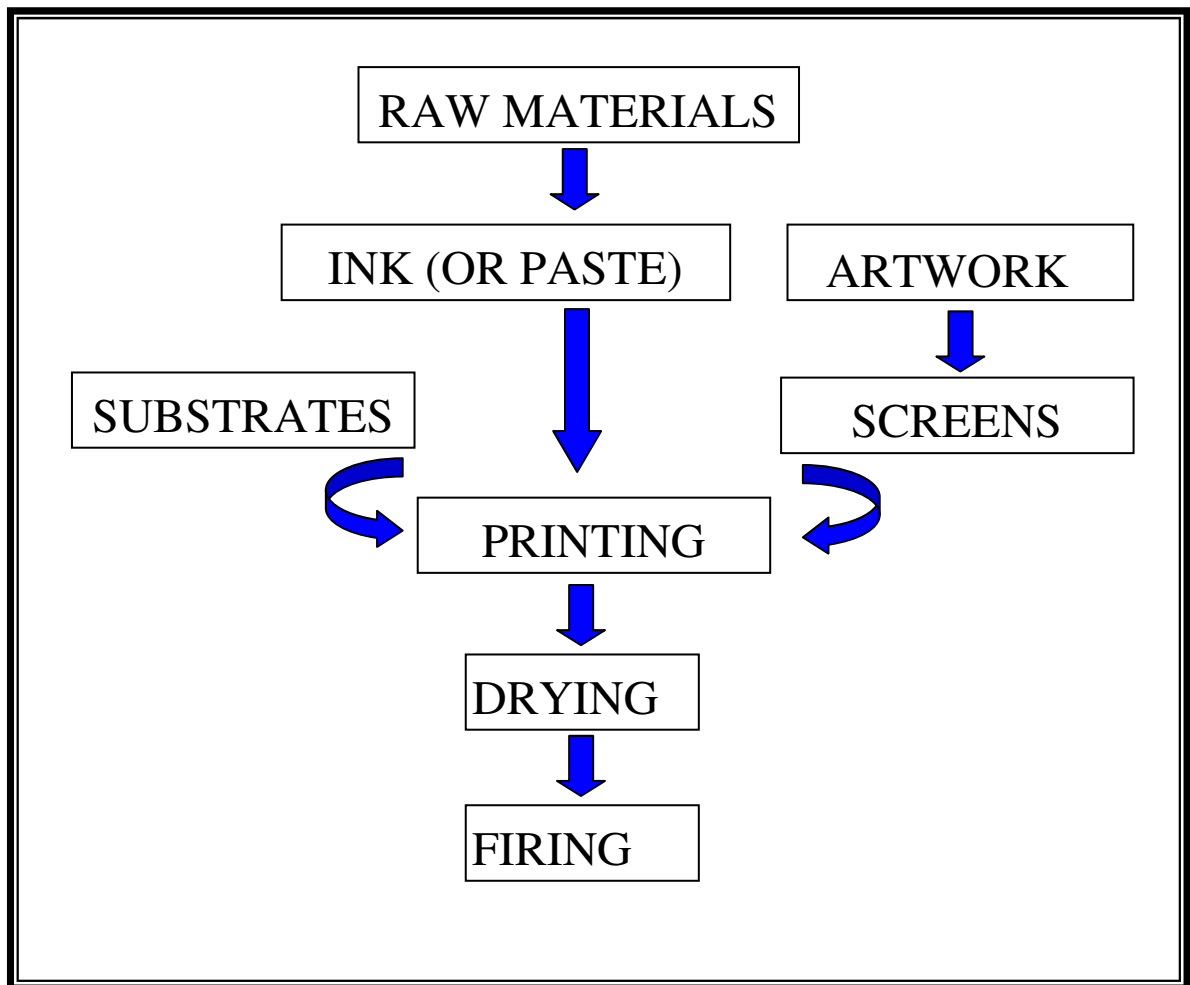 RAW MATERIALS
INK (OR PASTE)
ARTWORK
SUBSTRATES
SCREENS
PRINTING
DRYING
FIRING